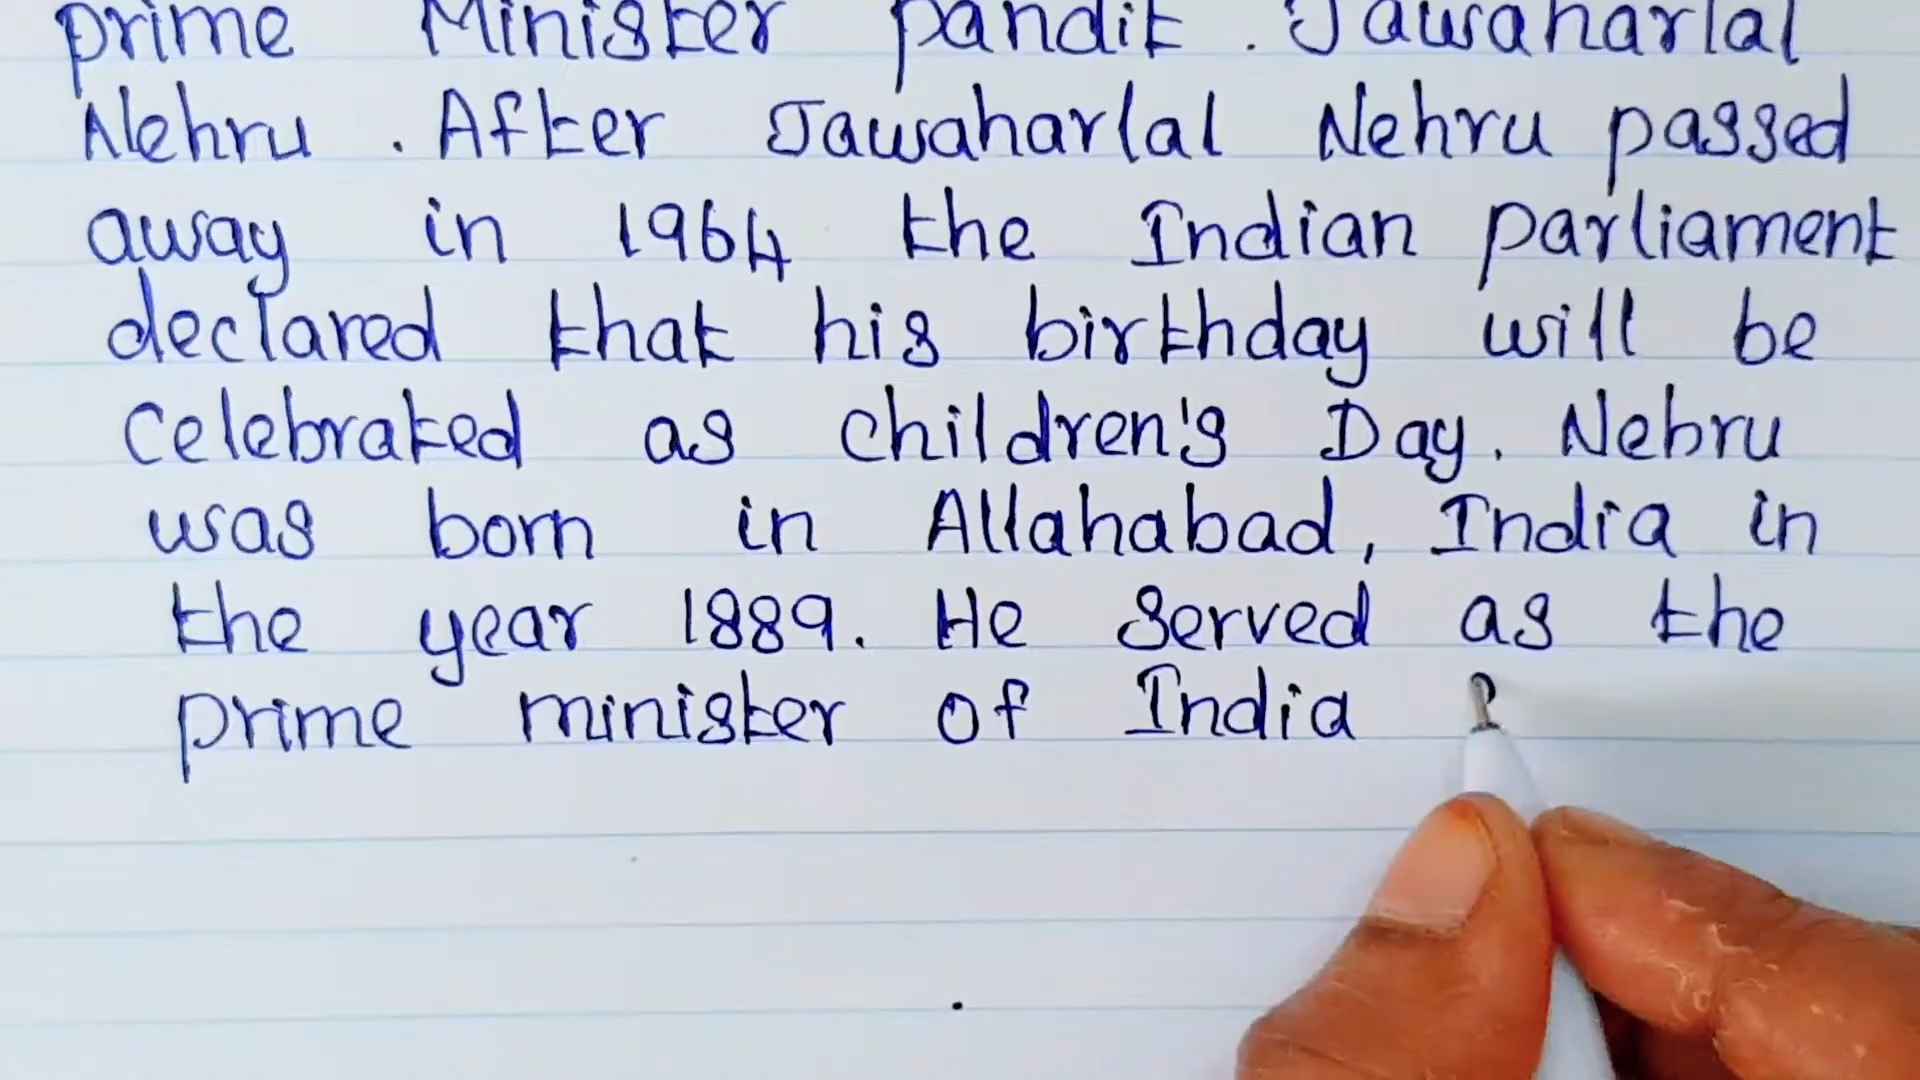 prime Minister pandit. Jawaharlal
Nehru. After Jawaharlal Nehru passed
away in 1964 the Indian parliament
declared that his birthday will be
celebrated as children's Day. Nehru
was born in Allahabad, India in
the year 1889. He served as the
prime minister of India